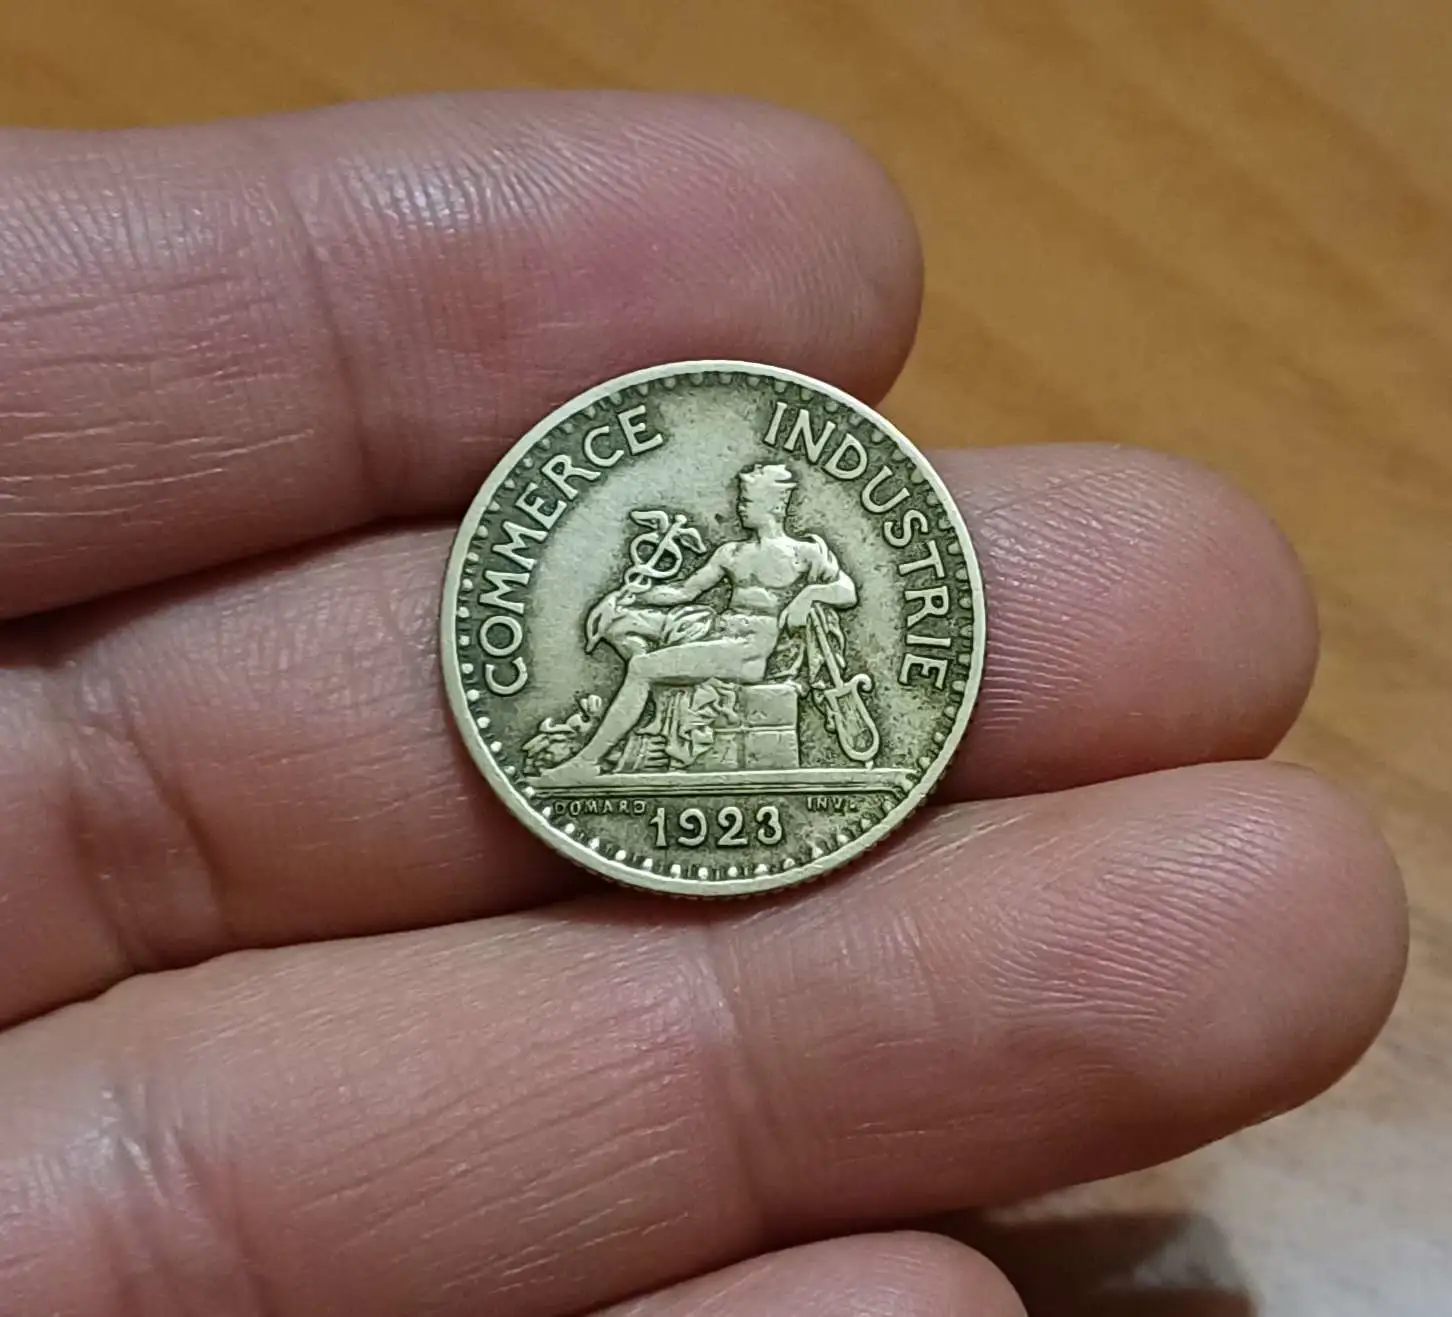 COMMERCE INDUSTRIE
DOMARD INV.
1923